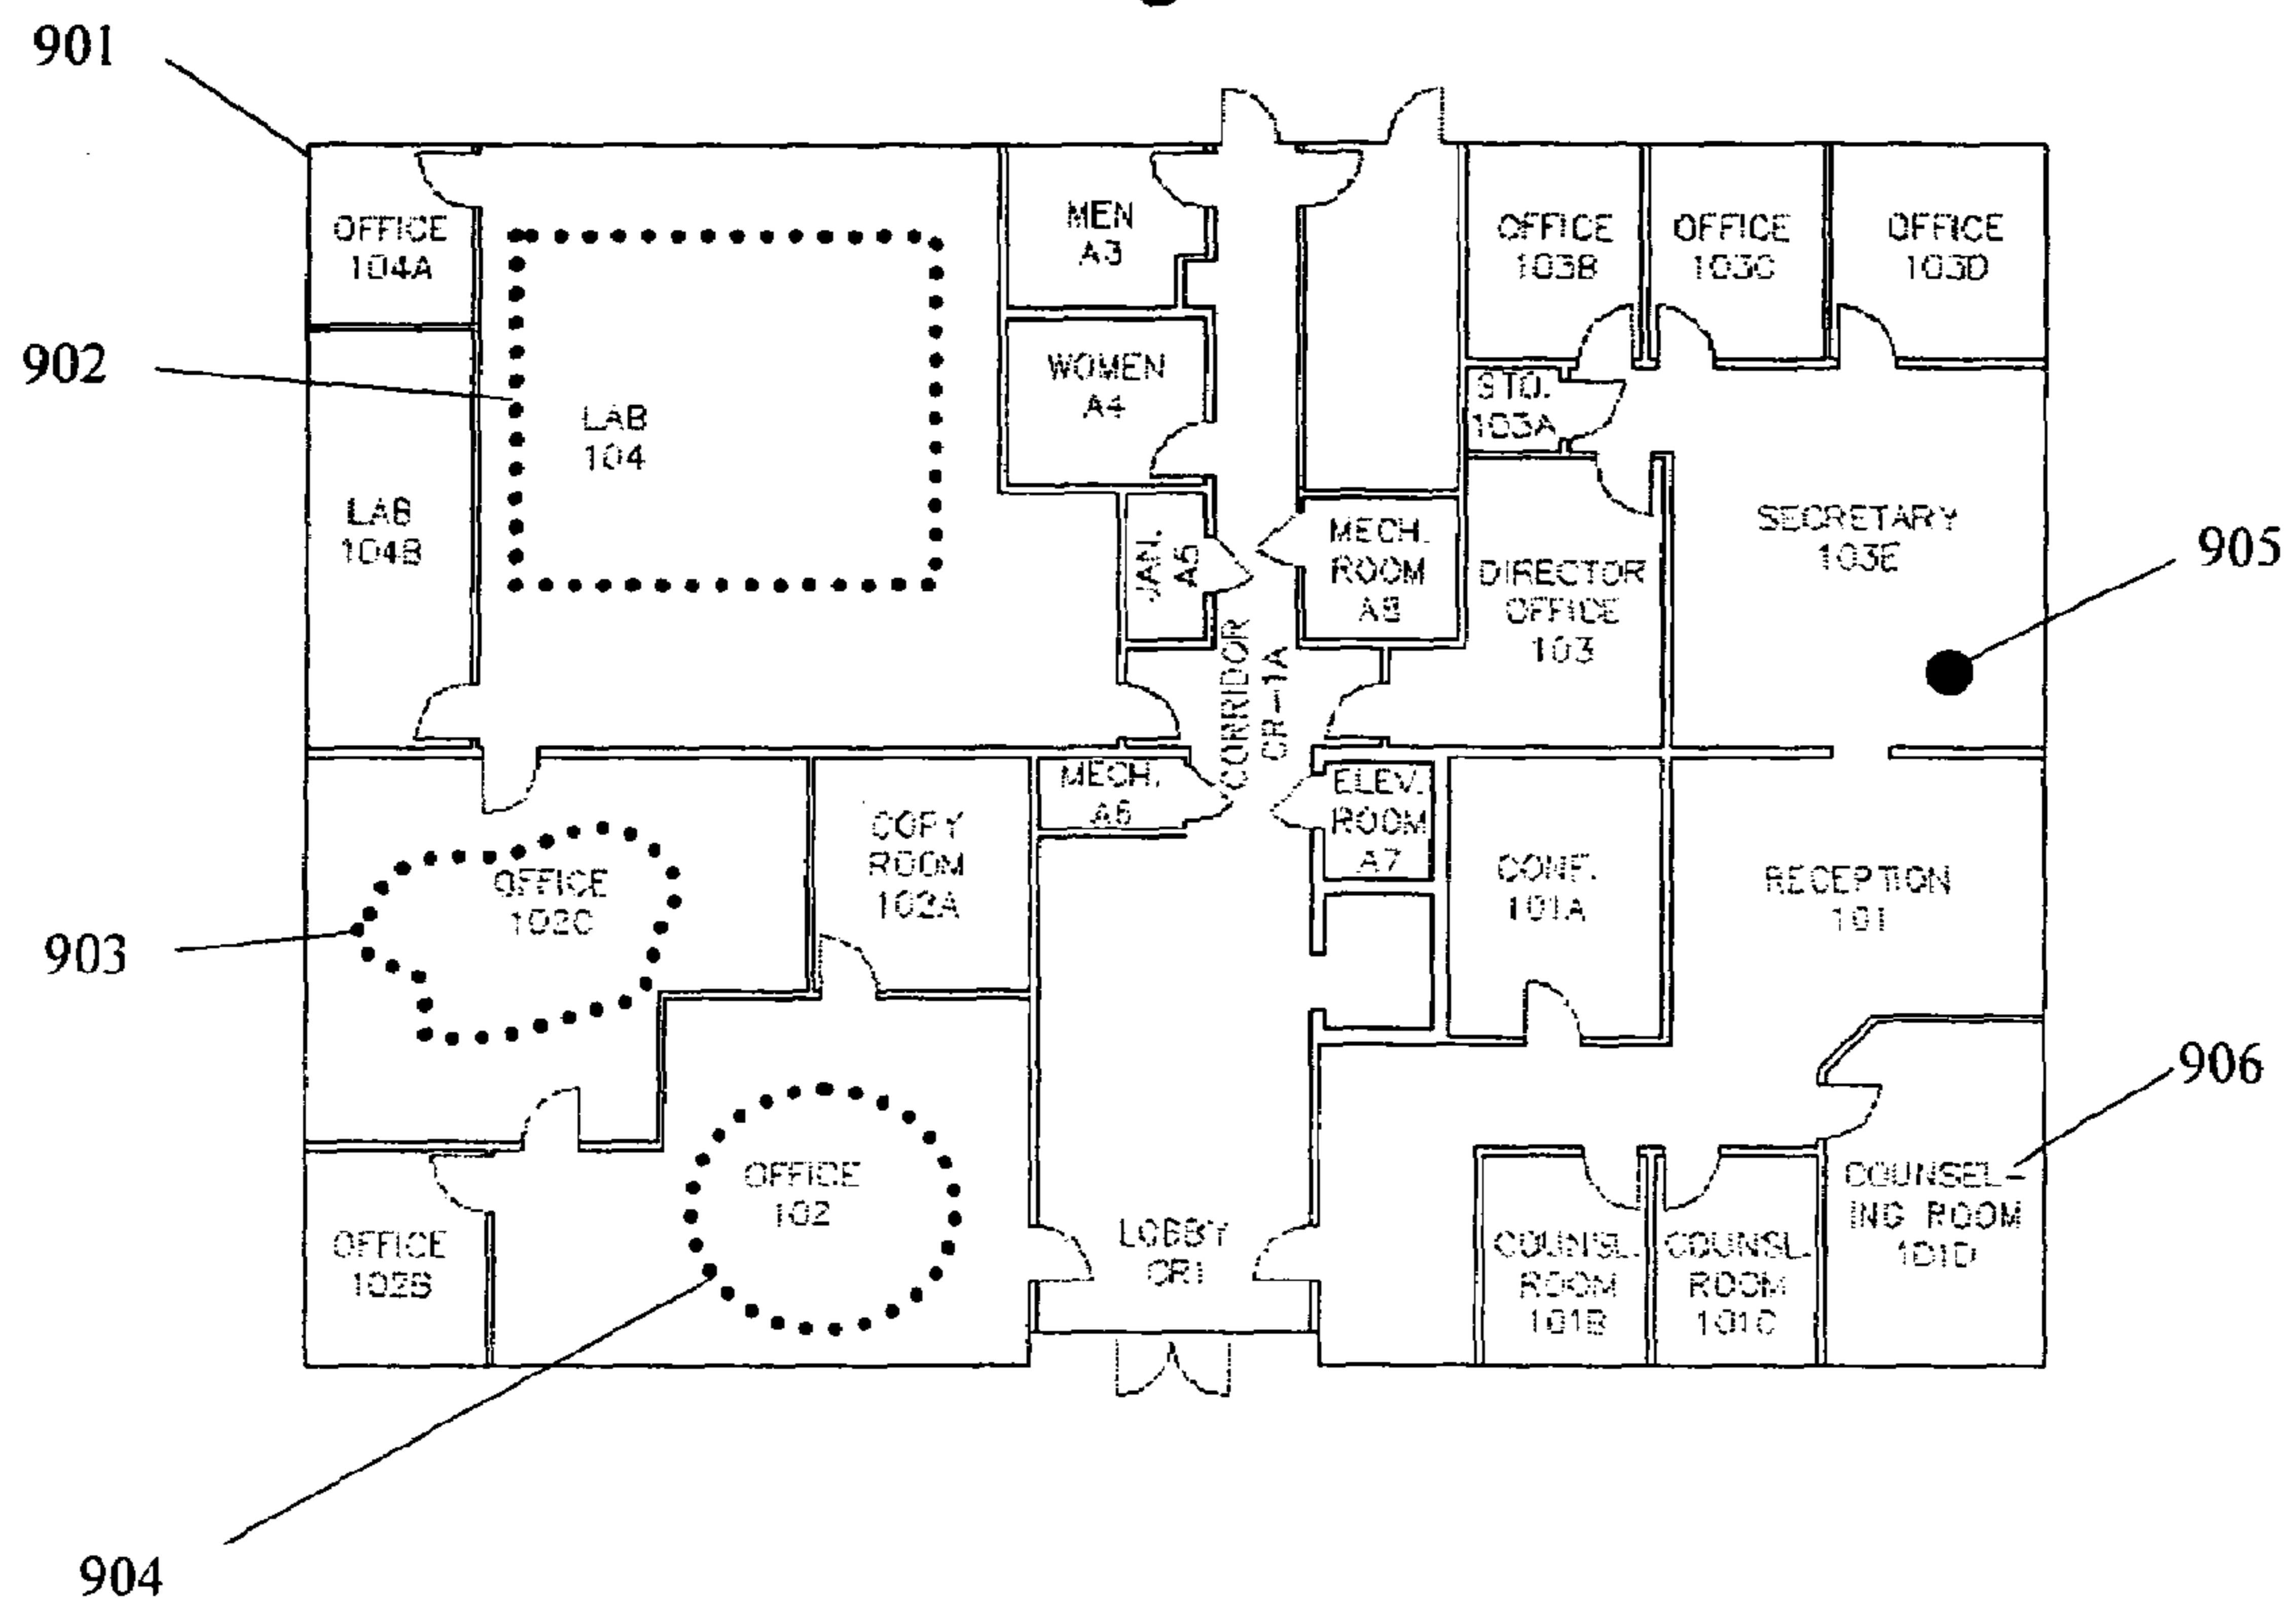 901
OFFICE
104A
MEN
A3
OFFICE
103B
OFFICE
103C
OFFICE
103D
902
WOMEN
A4
LAB
104
STO.
103A
LAB
104B
JAN.
A5
MECH.
ROOM
A8
DIRECTOR
OFFICE
103
SECRETARY
103E
905
CORRIDOR
CR-1A
MECH.
A6
ELEV.
ROOM
A7
COPY
ROOM
102A
CONF.
101A
RECEPTION
101
OFFICE
102C
903
906
OFFICE
102
COUNSEL-
ING ROOM
101D
OFFICE
102B
LOBBY
CR1
COUNSL.
ROOM
101B
COUNSL.
ROOM
101C
904